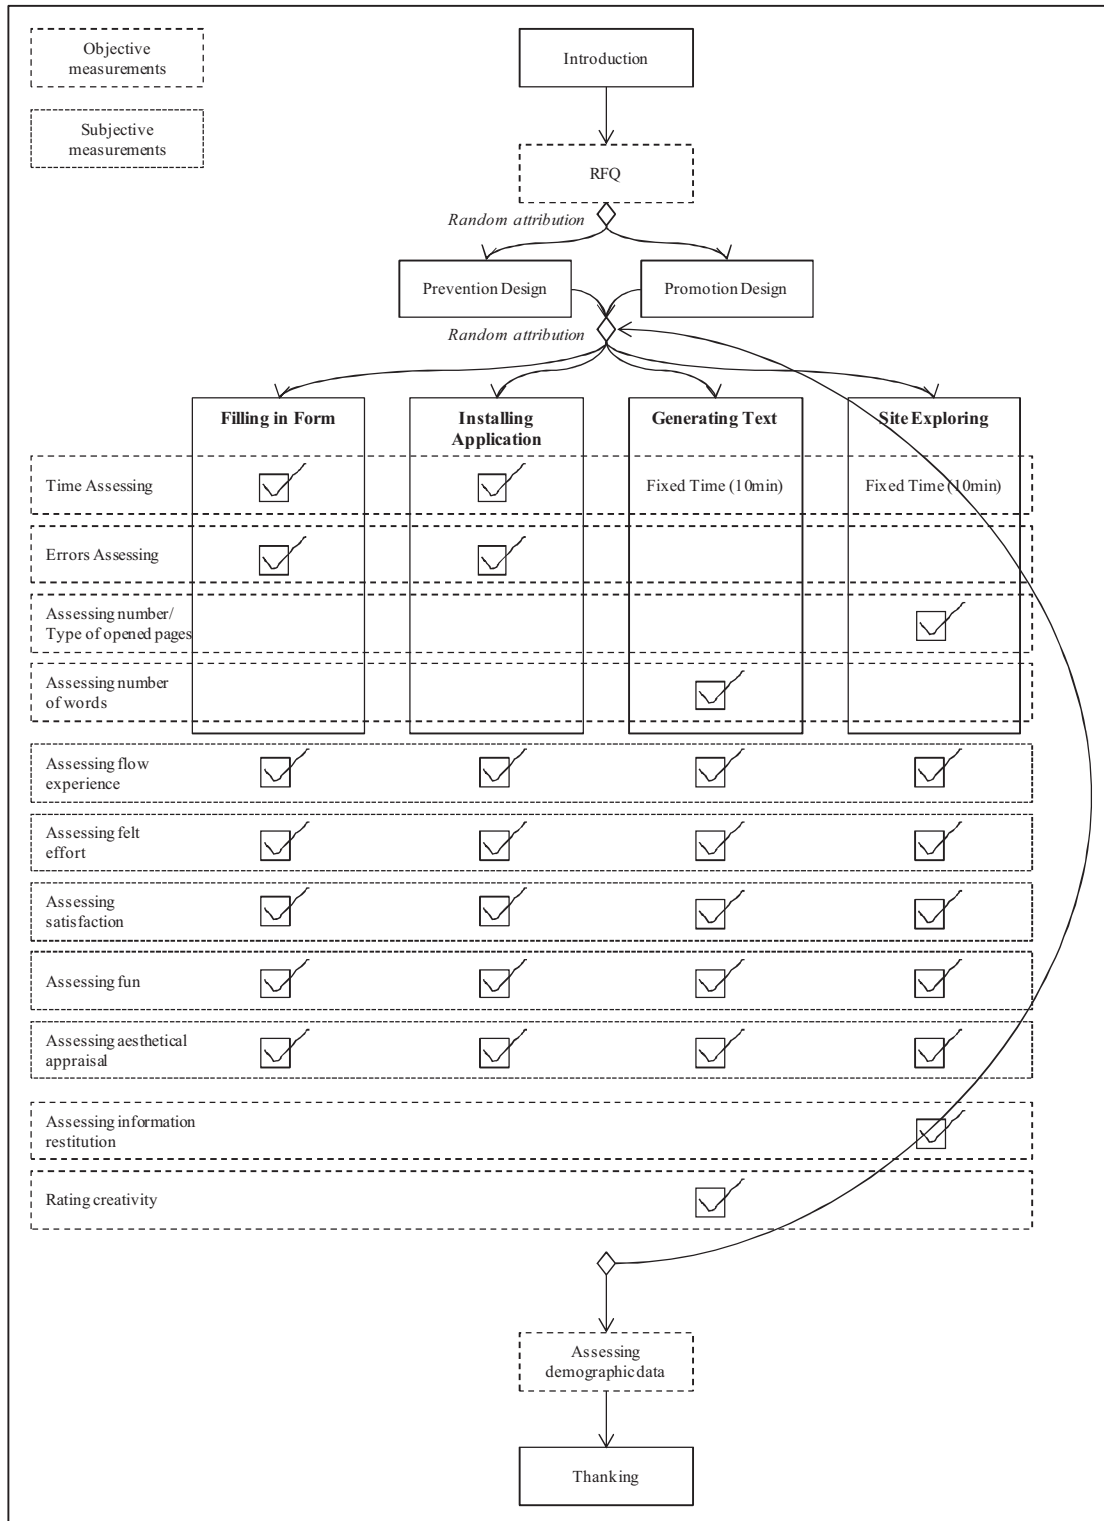 Objective
measurements
Introduction
Subjective
measurements
RFQ
Random attribution
Prevention Design
Promotion Design
Random attribution
Filling in Form
Installing
Application
Generating Text
Site Exploring
Time Assessing
Fixed Time (10min)
Fixed Time (10min)
Errors Assessing
Assessing number/
Type of opened pages
Assessing number
of words
Assessing flow
experience
Assessing felt
effort
Assessing
satisfaction
Assessing fun
Assessing aesthetical
appraisal
Assessing information
restitution
Rating creativity
Assessing
demographic data
Thanking